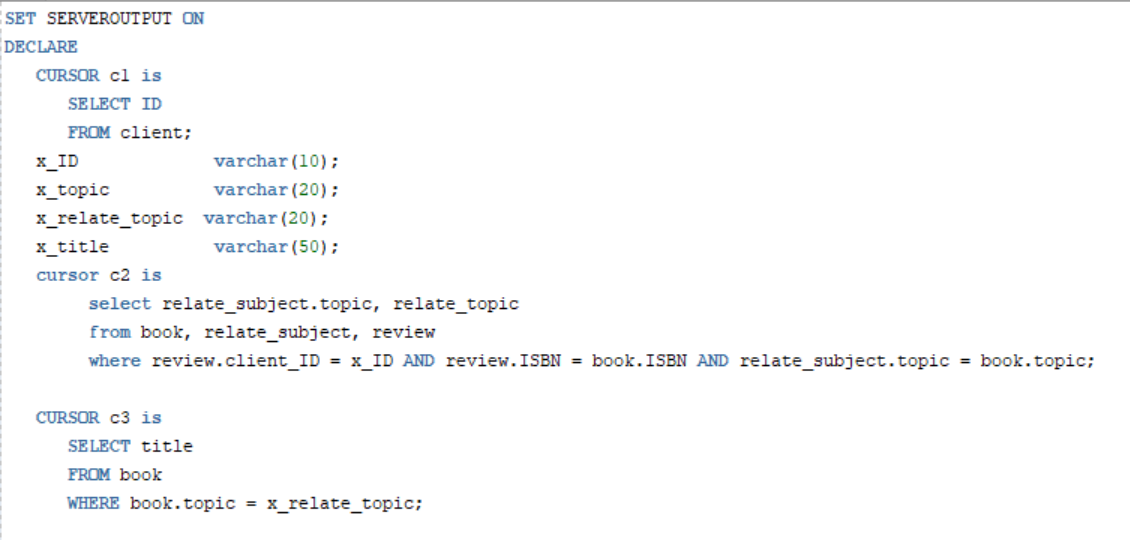 SET SERVEROUTPUT ON
DECLARE
CURSOR c1 is
SELECT ID
FROM client;
x_ID varchar(10);
x_topic varchar(20);
x_relate_topic varchar(20);
x_title varchar(50);
cursor c2 is
select relate_subject.topic, relate_topic
from book, relate_subject, review
where review.client_ID = x_ID AND review.ISBN = book.ISBN AND relate_subject.topic = book.topic;
CURSOR c3 is
SELECT title
FROM book
WHERE book.topic = x_relate_topic;